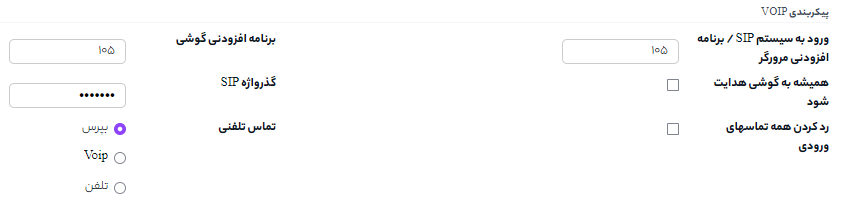 پیکربندی VOIP
ورود به سیستم SIP / برنامه
افزودنی مرورگر
۱۰۵
برنامه افزودنی گوشی
۱۰۵
همیشه به گوشی هدایت
شود
گذرواژه SIP
•••••••
رد کردن همه تماسهای
ورودی
تماس تلفنی
بپرس
Voip
تلفن